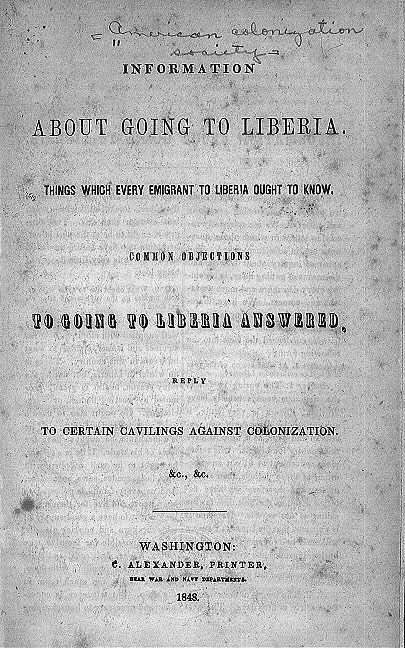 = "American colonization
society =
INFORMATION
ABOUT GOING TO LIBERIA.
THINGS WHICH EVERY EMIGRANT TO LIBERIA OUGHT TO KNOW.
COMMON OBJECTIONS
TO GOING TO LIBERIA ANSWERED,
REPLY
TO CERTAIN CAVILINGS AGAINST COLONIZATION.
&c., &c.
WASHINGTON:
C. ALEXANDER, PRINTER,
NEAR WAR AND NAVY DEPARTMENTS.
1848.